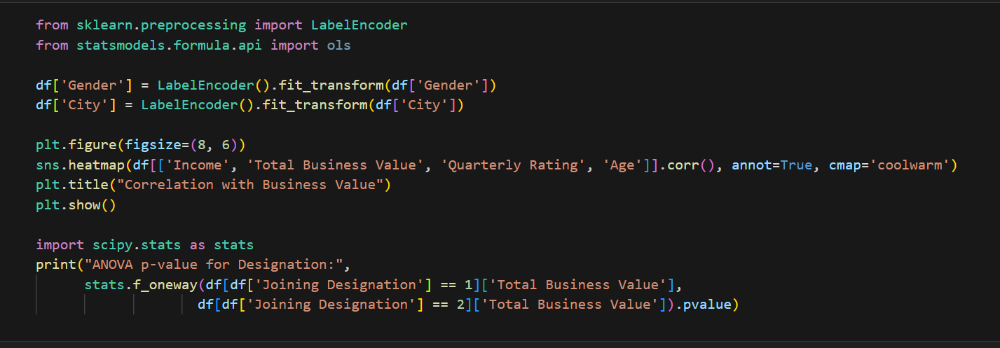 from sklearn.preprocessing import LabelEncoder
from statsmodels.formula.api import ols
df['Gender'] = LabelEncoder().fit_transform(df['Gender'])
df['City'] = LabelEncoder().fit_transform(df['City'])
plt.figure(figsize=(8, 6))
sns.heatmap(df[['Income', 'Total Business Value', 'Quarterly Rating', 'Age']].corr(), annot=True, cmap='coolwarm')
plt.title("Correlation with Business Value")
plt.show()
import scipy.stats as stats
print("ANOVA p-value for Designation:",
      stats.f_oneway(df[df['Joining Designation'] == 1]['Total Business Value'],
                    df[df['Joining Designation'] == 2]['Total Business Value']).pvalue)